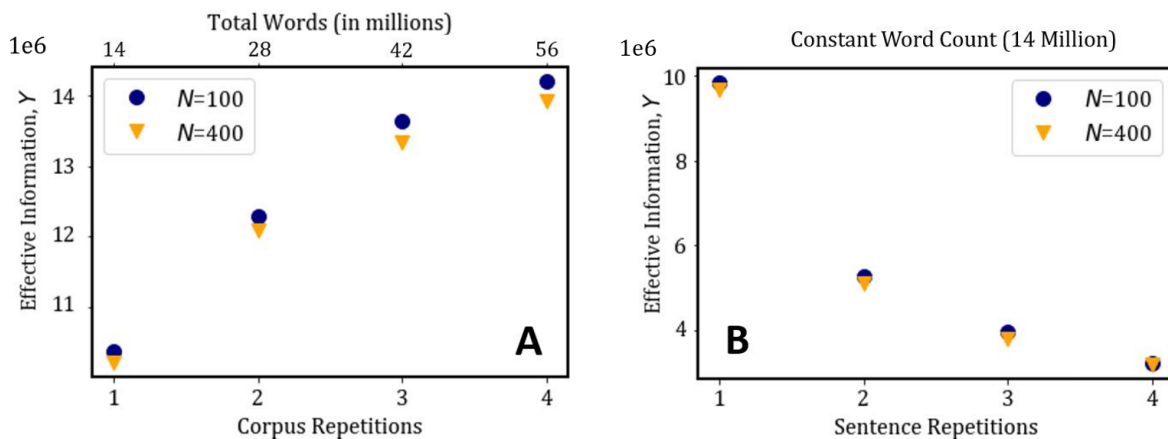 Total Words (in millions)
1e6
14 28 42 56
N=100
N=400
14
13
12
11
Effective Information, Y
A
1 2 3 4
Corpus Repetitions
Constant Word Count (14 Million)
1e6
N=100
N=400
10
8
6
4
Effective Information, Y
B
1 2 3 4
Sentence Repetitions